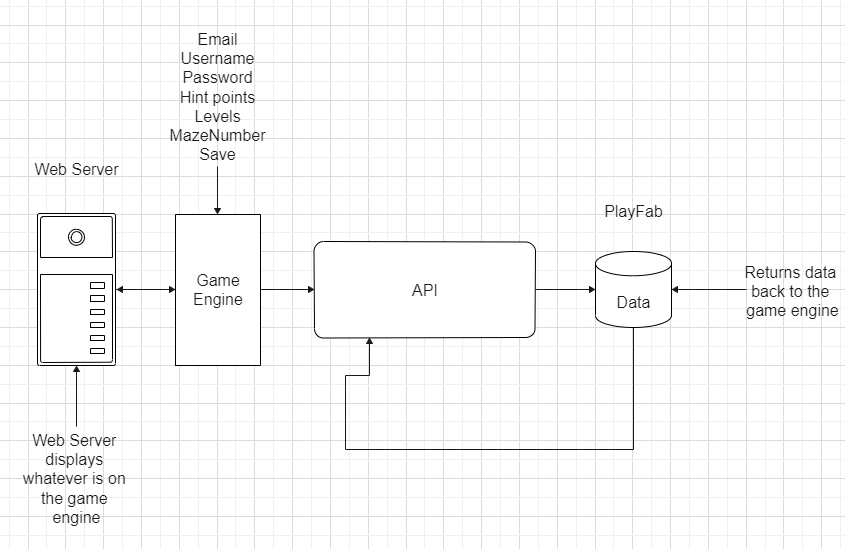 Email
Username
Password
Hint points
Levels
MazeNumber
Save
Web Server
PlayFab
Game
Engine
API
Data
Returns data
back to the
game engine
Web Server
displays
whatever is on
the game
engine